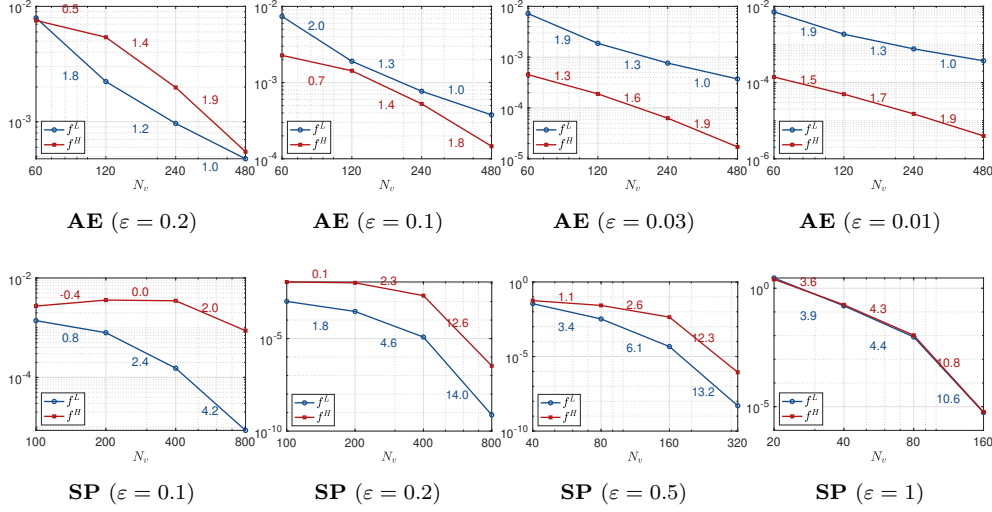 10^{-2}
0.5
1.4
1.8
1.9
1.2
10^{-3}
f^L
f^H
1.0
60 120 240 480
N_v
AE (ε = 0.2)
10^{-2}
2.0
1.3
10^{-3}
0.7
1.0
1.4
1.8
f^L
f^H
10^{-4}
60 120 240 480
N_v
AE (ε = 0.1)
10^{-2}
1.9
1.3
10^{-3}
1.0
1.3
1.6
10^{-4}
1.9
f^L
f^H
10^{-5}
60 120 240 480
N_v
AE (ε = 0.03)
10^{-2}
1.9
1.3
10^{-3}
1.0
1.5
10^{-4}
1.7
1.9
10^{-5}
f^L
f^H
10^{-6}
60 120 240 480
N_v
AE (ε = 0.01)
10^{-2}
-0.4
0.0
2.0
0.8
2.4
10^{-4}
4.2
f^L
f^H
100 200 400 800
N_v
SP (ε = 0.1)
0.1
2.3
1.8
12.6
10^{-5}
4.6
14.0
f^L
f^H
10^{-10}
100 200 400 800
N_v
SP (ε = 0.2)
10^0
1.1
2.6
3.4
12.3
6.1
10^{-5}
13.2
f^L
f^H
10^{-10}
40 80 160 320
N_v
SP (ε = 0.5)
10^0
3.6
3.9
4.3
4.4
10.8
10.6
10^{-5}
f^L
f^H
20 40 80 160
N_v
SP (ε = 1)